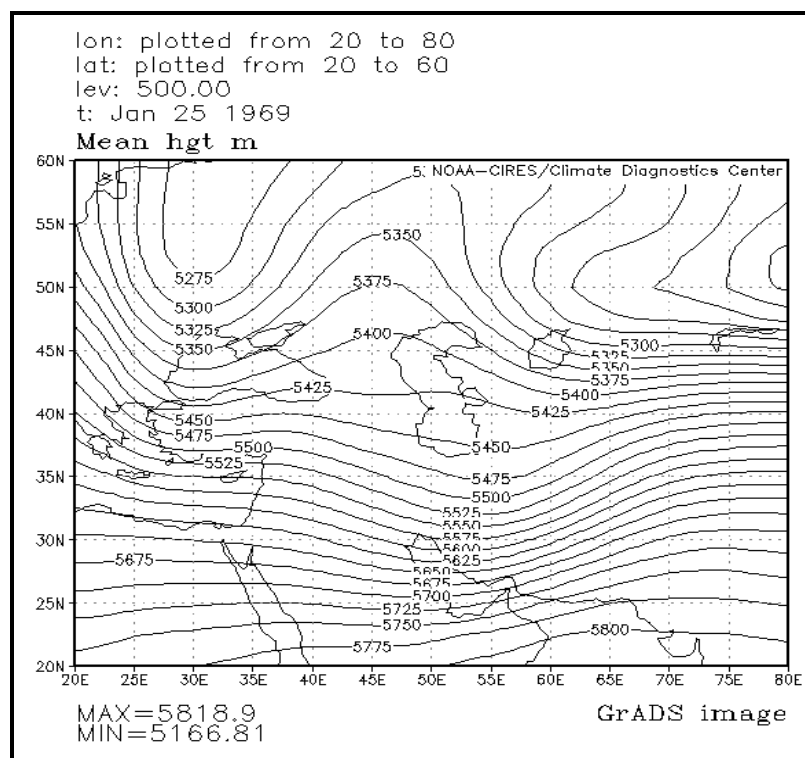 lon: plotted from 20 to 80
lat: plotted from 20 to 60
lev: 500.00
t: Jan 25 1969
Mean hgt m
60N
NOAA-CIRES/Climate Diagnostics Center
55N
5350
5275
5375
50N
5300
5325
5400
5350
5300
45N
5325
5350
5375
5425
5400
40N
5425
5450
5475
5450
5500
35N
5525
5475
5500
5525
5550
5575
30N
5600
5625
5675
5650
5675
5700
25N
5725
5750
5800
5775
20N
20E 25E 30E 35E 40E 45E 50E 55E 60E 65E 70E 75E 80E
MAX=5818.9
MIN=5166.81
GrADS image